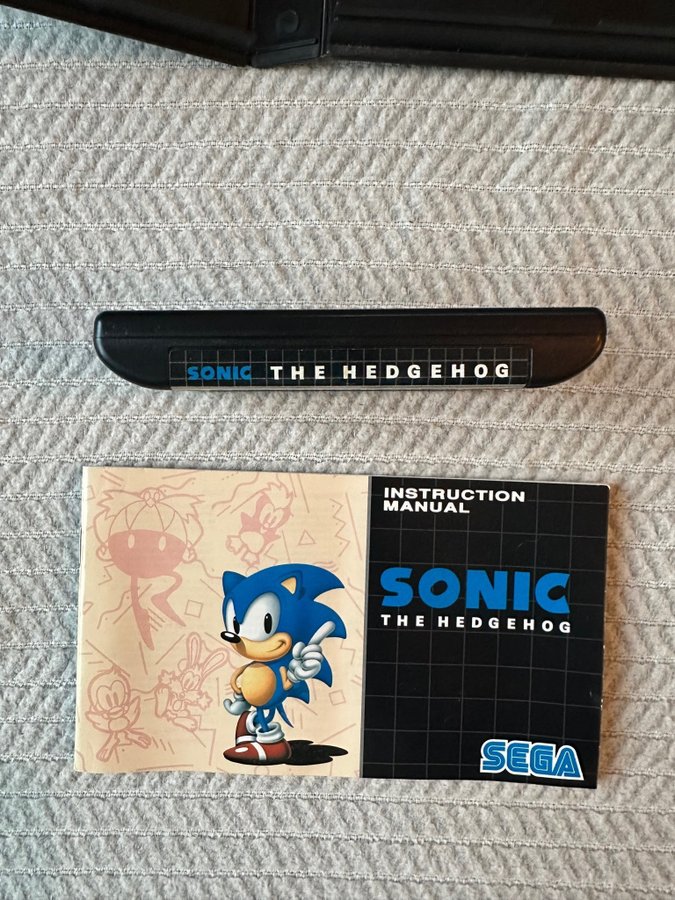 SONIC THE HEDGEHOG
INSTRUCTION
MANUAL
SONIC
THE HEDGEHOG
SEGA